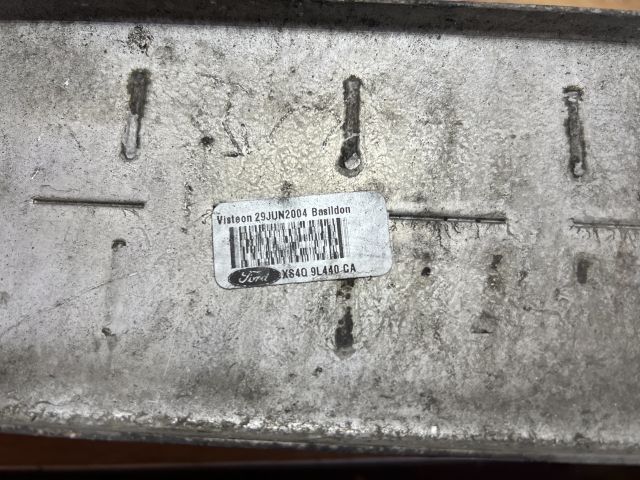 Visteon 29JUN2004 Basildon
Ford XS4Q 9L440 CA